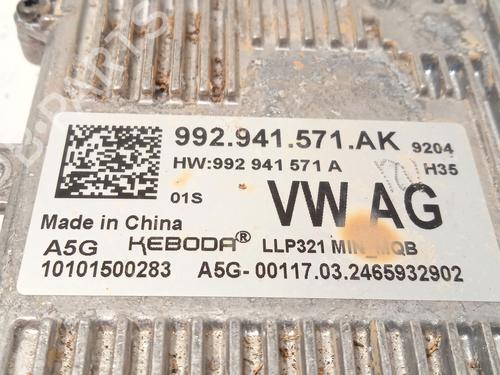 992.941.571.AK 9204
HW:992 941 571 A H35
01S VW AG
Made in China
A5G KEBODA® LLP321 MIN_MQB
10101500283 A5G-00117.03.2465932902